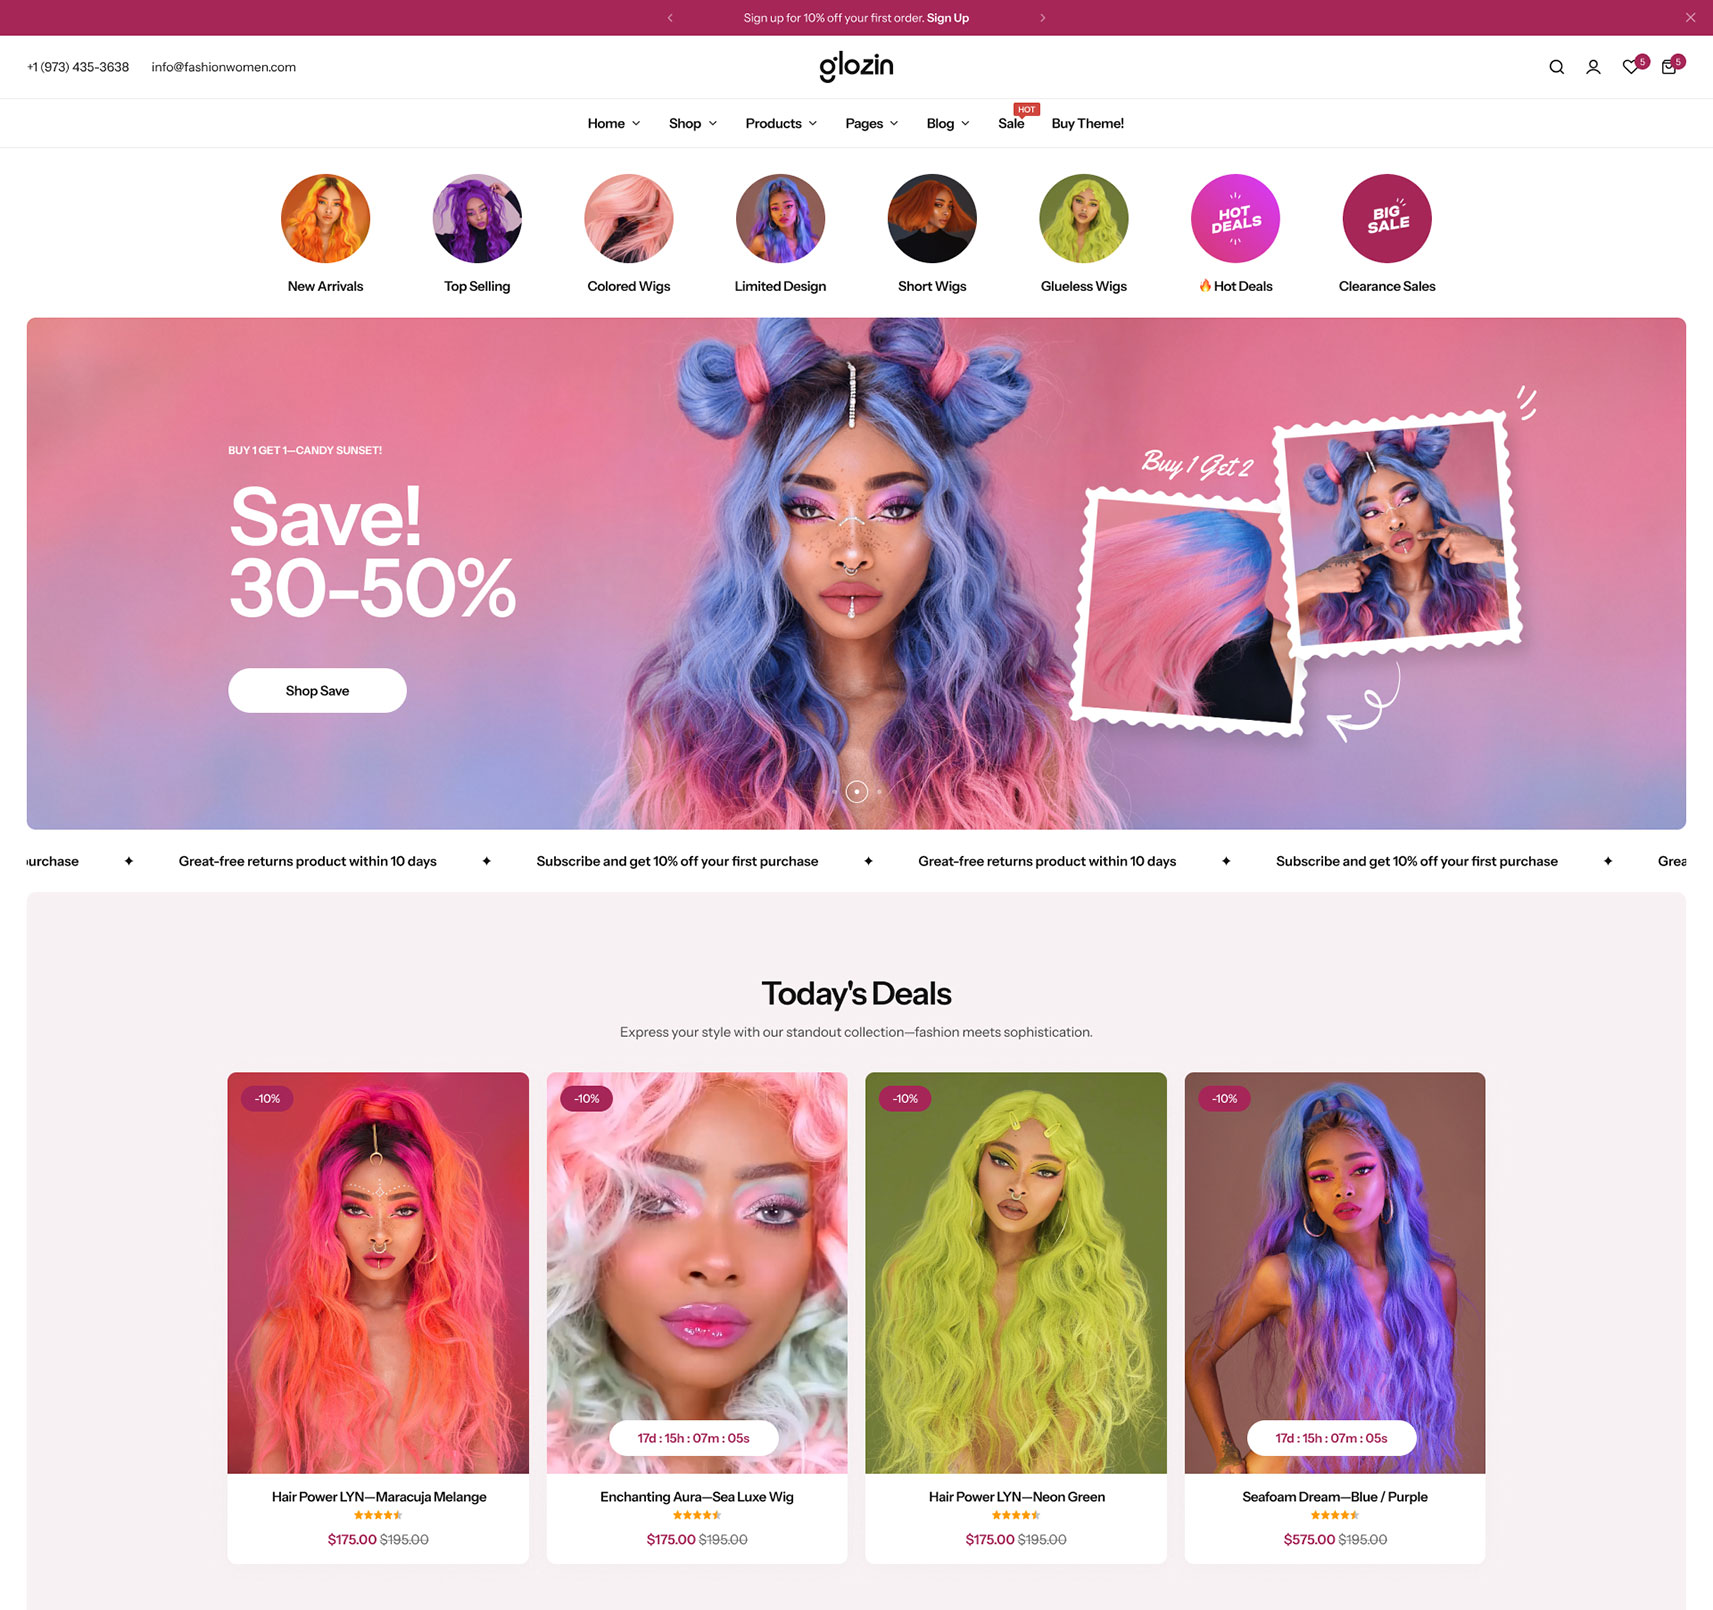 Sign up for 10% off your first order. Sign Up
+1 (973) 435-3638 info@fashionwomen.com
glozin
5 5
HOT
Home Shop Products Pages Blog Sale Buy Theme!
HOT
DEALS
BIG
SALE
New Arrivals Top Selling Colored Wigs Limited Design Short Wigs Glueless Wigs 🔥Hot Deals Clearance Sales
BUY 1 GET 1—CANDY SUNSET!
Save!
30-50%
Shop Save
Buy 1 Get 2
urchase ✦ Great-free returns product within 10 days ✦ Subscribe and get 10% off your first purchase ✦ Great-free returns product within 10 days ✦ Subscribe and get 10% off your first purchase ✦ Grea
Today's Deals
Express your style with our standout collection—fashion meets sophistication.
-10% -10% -10% -10%
17d : 15h : 07m : 05s 17d : 15h : 07m : 05s
Hair Power LYN—Maracuja Melange Enchanting Aura—Sea Luxe Wig Hair Power LYN—Neon Green Seafoam Dream—Blue / Purple
$175.00 $195.00 $175.00 $195.00 $175.00 $195.00 $575.00 $195.00